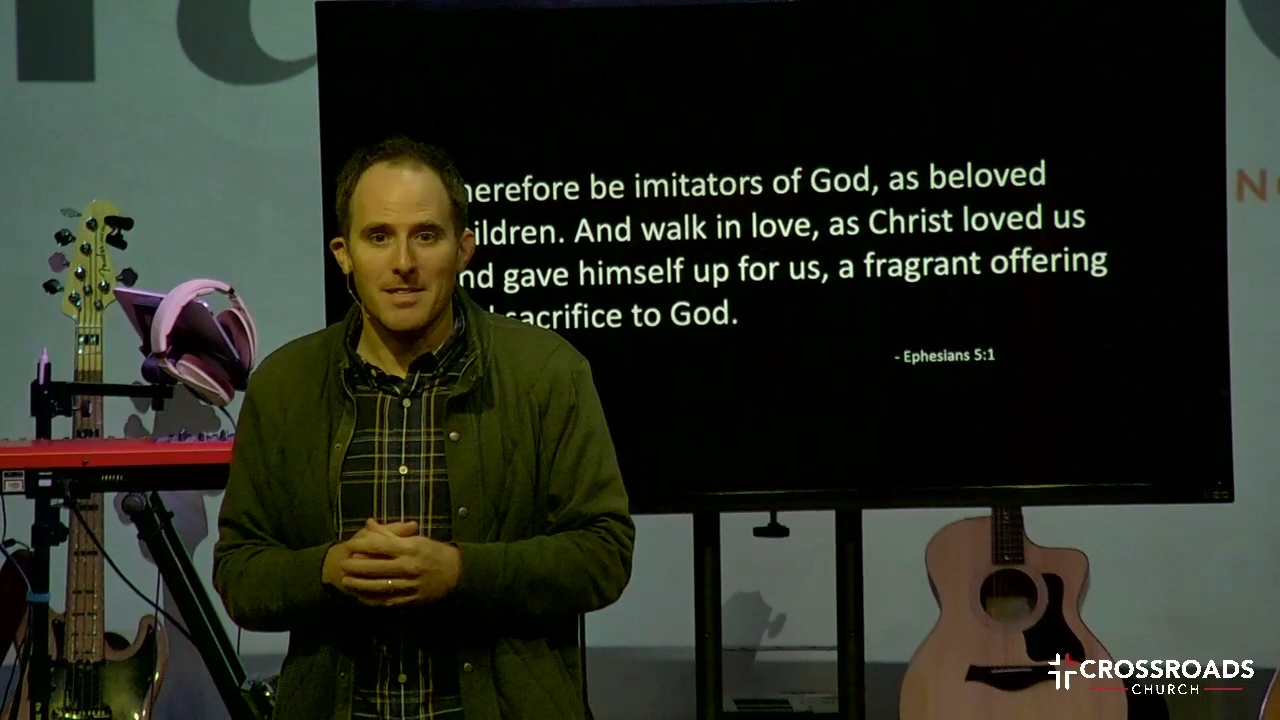 herefore be imitators of God, as beloved
ildren. And walk in love, as Christ loved us
nd gave himself up for us, a fragrant offering
sacrifice to God.
- Ephesians 5:1
CROSSROADS
CHURCH